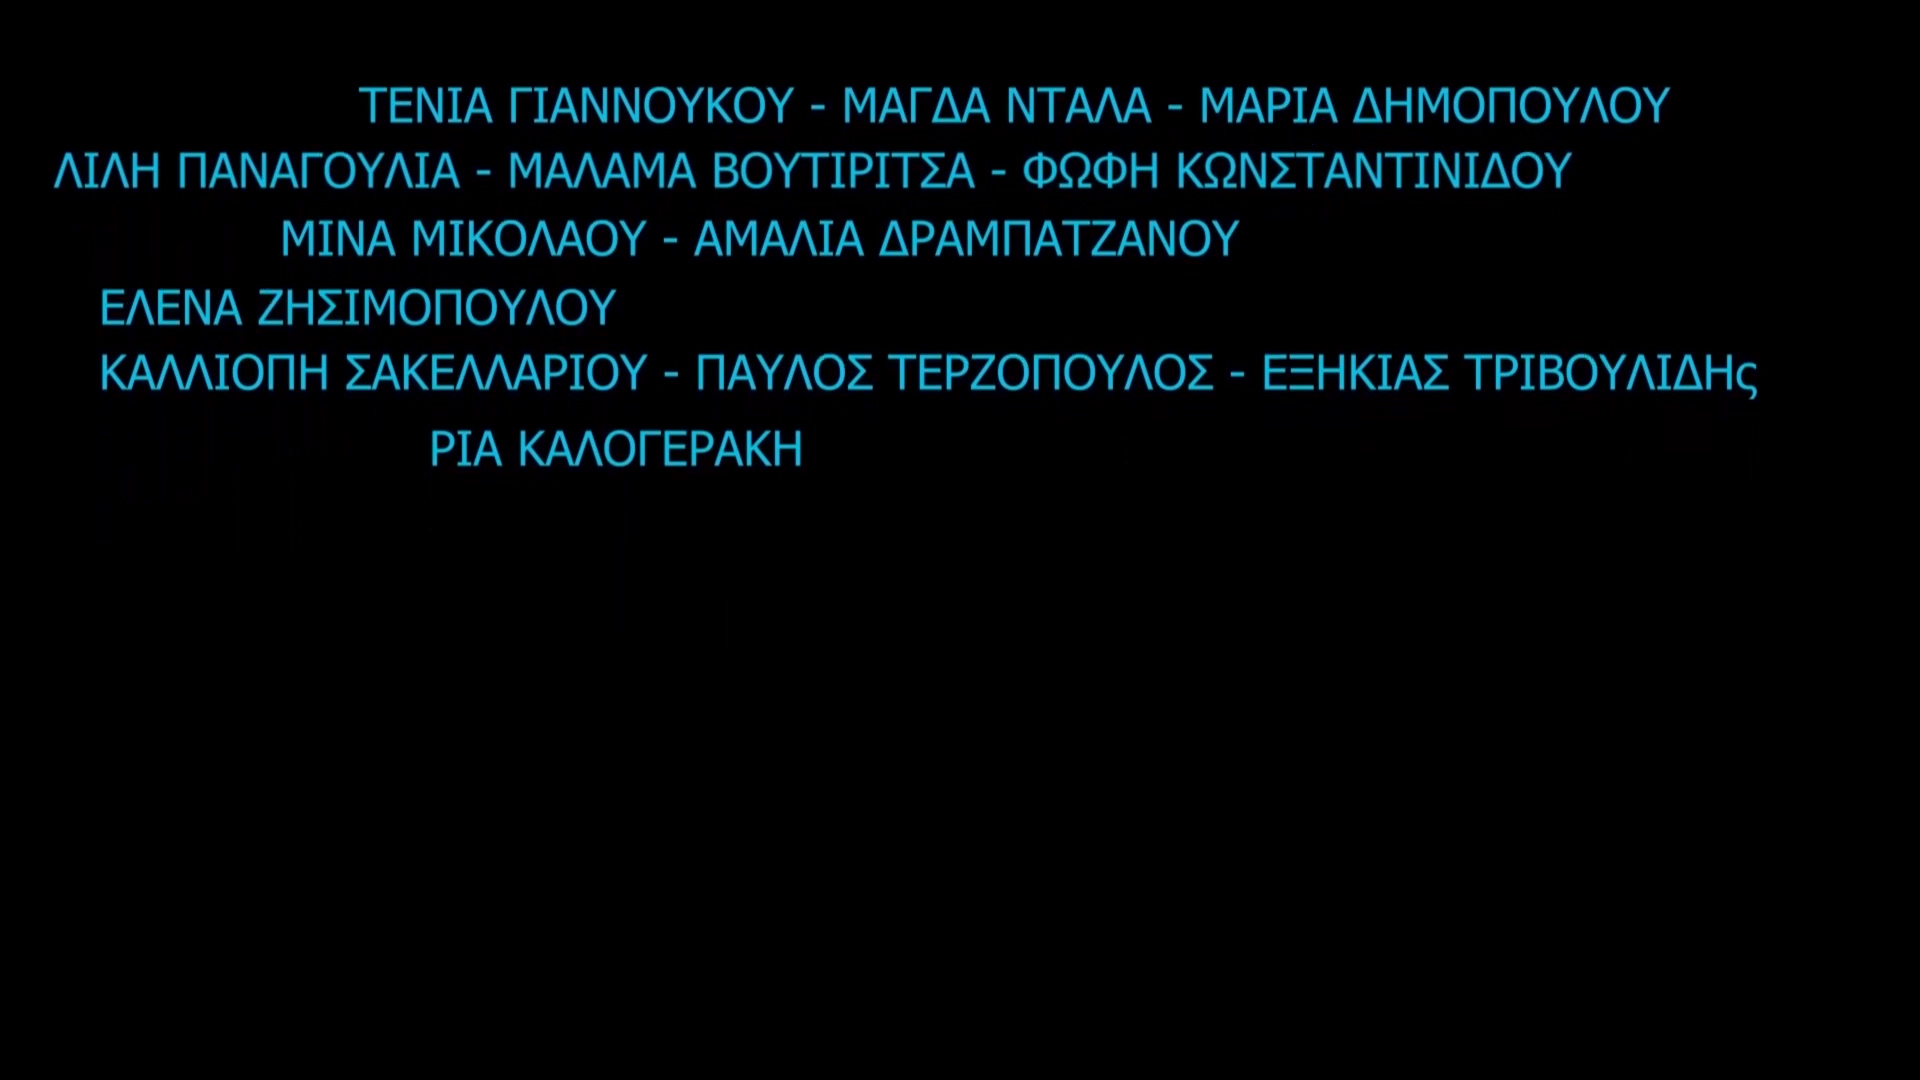 ΤΕΝΙΑ ΓΙΑΝΝΟΥΚΟΥ - ΜΑΓΔΑ ΝΤΑΛΑ - ΜΑΡΙΑ ΔΗΜΟΠΟΥΛΟΥ
ΛΙΛΗ ΠΑΝΑΓΟΥΛΙΑ - ΜΑΛΑΜΑ ΒΟΥΤΙΡΙΤΣΑ - ΦΩΦΗ ΚΩΝΣΤΑΝΤΙΝΙΔΟΥ
ΜΙΝΑ ΜΙΚΟΛΑΟΥ - ΑΜΑΛΙΑ ΔΡΑΜΠΑΤΖΑΝΟΥ
ΕΛΕΝΑ ΖΗΣΙΜΟΠΟΥΛΟΥ
ΚΑΛΛΙΟΠΗ ΣΑΚΕΛΛΑΡΙΟΥ - ΠΑΥΛΟΣ ΤΕΡΖΟΠΟΥΛΟΣ - ΕΞΗΚΙΑΣ ΤΡΙΒΟΥΛΙΔΗς
ΡΙΑ ΚΑΛΟΓΕΡΑΚΗ